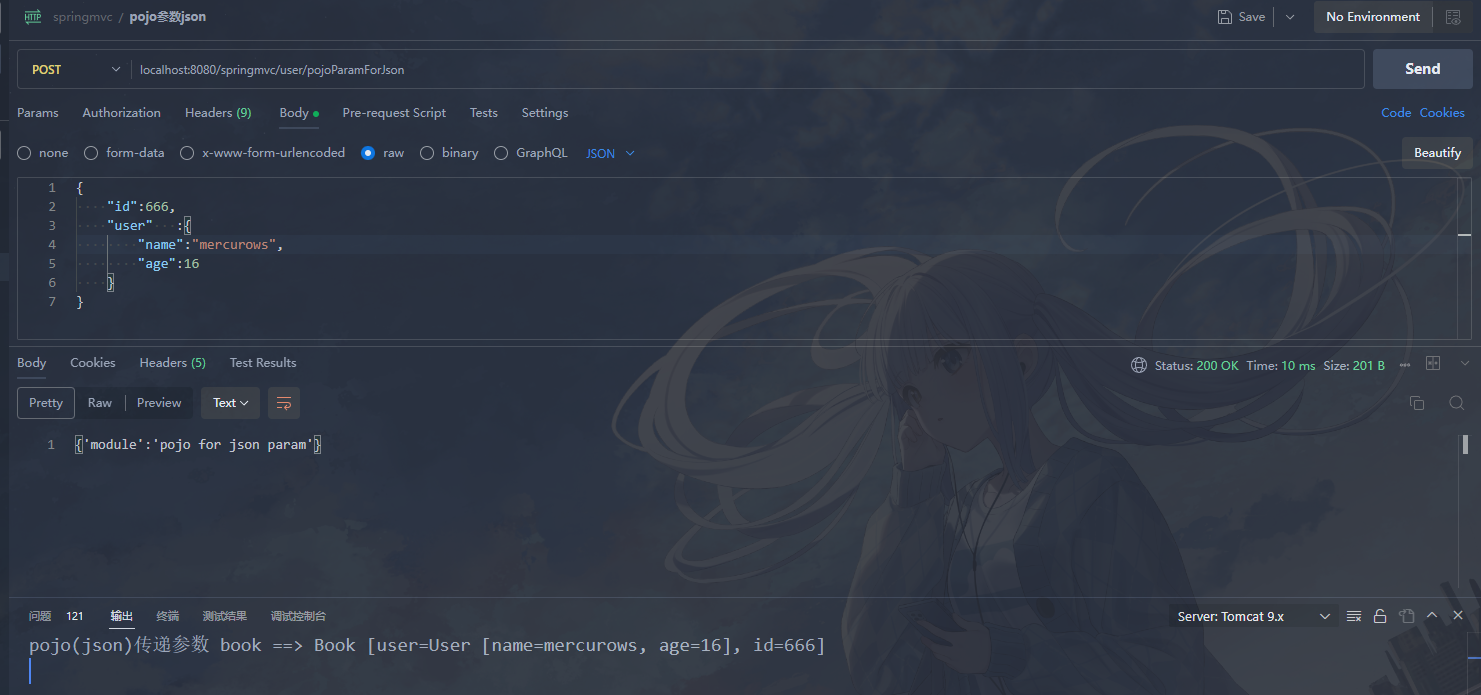 HTTP springmvc / pojo参数json Save No Environment
POST localhost:8080/springmvc/user/pojoParamForJson Send
Params Authorization Headers (9) Body Pre-request Script Tests Settings Code Cookies
none form-data x-www-form-urlencoded raw binary GraphQL JSON Beautify
1 {
2 "id":666,
3 "user" :{
4 "name":"mercurows",
5 "age":16
6 }
7 }
Body Cookies Headers (5) Test Results Status: 200 OK Time: 10 ms Size: 201 B
Pretty Raw Preview Text
1 {'module':'pojo for json param'}
问题 121 输出 终端 测试结果 调试控制台 Server: Tomcat 9.x
pojo(json)传递参数 book ==> Book [user=User [name=mercurows, age=16], id=666]